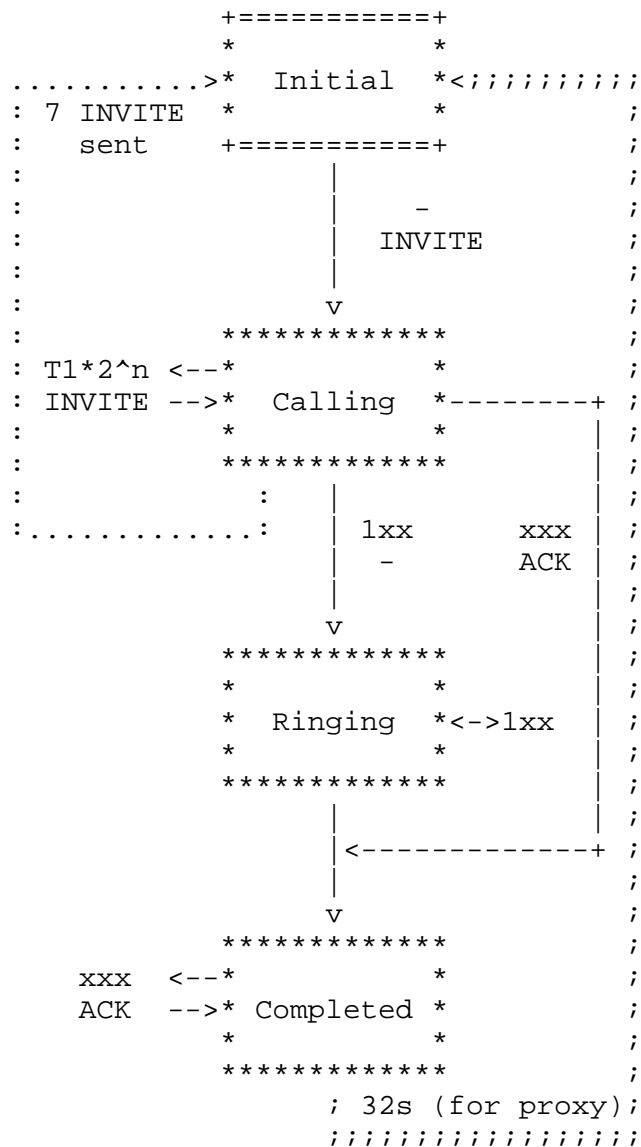 +===========+
*           *
...........>*  Initial  *<;;;;;;;;;;
: 7 INVITE  *           *          ;
:   sent    +===========+          ;
:                 |                ;
:                 |    -           ;
:                 |  INVITE        ;
:                 |                ;
:                 v                ;
:           *************          ;
: T1*2^n <--*           *          ;
: INVITE -->*  Calling  *--------+ ;
:           *           *        | ;
:           *************        | ;
:             :   |              | ;
:.............:   | 1xx     xxx  | ;
                  |  -      ACK  | ;
                  |              | ;
                  v              | ;
            *************        | ;
            *           *        | ;
            *  Ringing  *<->1xx  | ;
            *           *        | ;
            *************        | ;
                  |              | ;
                  |<-------------+ ;
                  |                ;
                  v                ;
            *************          ;
    xxx  <--*           *          ;
    ACK  -->* Completed *          ;
            *           *          ;
            *************          ;
                  ; 32s (for proxy);
                  ;;;;;;;;;;;;;;;;;;